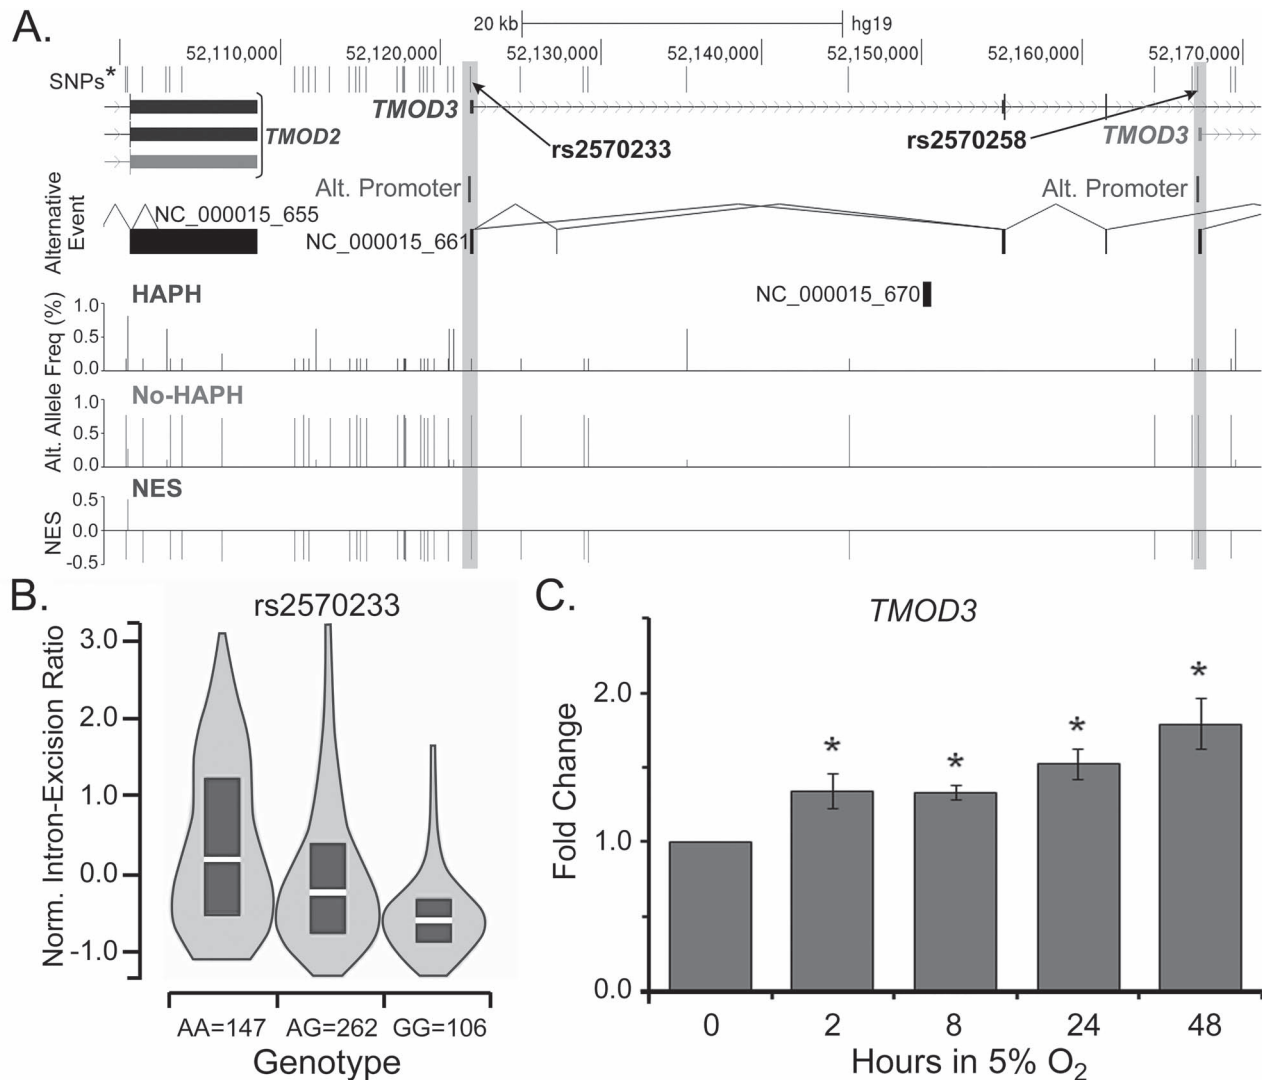 A.
20 kb hg19
52,110,000 52,120,000 52,130,000 52,140,000 52,150,000 52,160,000 52,170,000
SNPs*
TMOD3
TMOD2
rs2570233
rs2570258
TMOD3
Alt. Promoter
Alt. Promoter
Alternative
Event
NC_000015_655
NC_000015_661
NC_000015_670
HAPH
Alt. Allele Freq (%)
1.0
0.5
0.0
No-HAPH
1.0
0.5
0.0
NES
NES
0.5
0.0
-0.5
B.
rs2570233
Norm. Intron-Excision Ratio
3.0
2.0
1.0
0.0
-1.0
AA=147 AG=262 GG=106
Genotype
C.
TMOD3
Fold Change
2.0
1.0
0.0
* * * *
0 2 8 24 48
Hours in 5% O₂